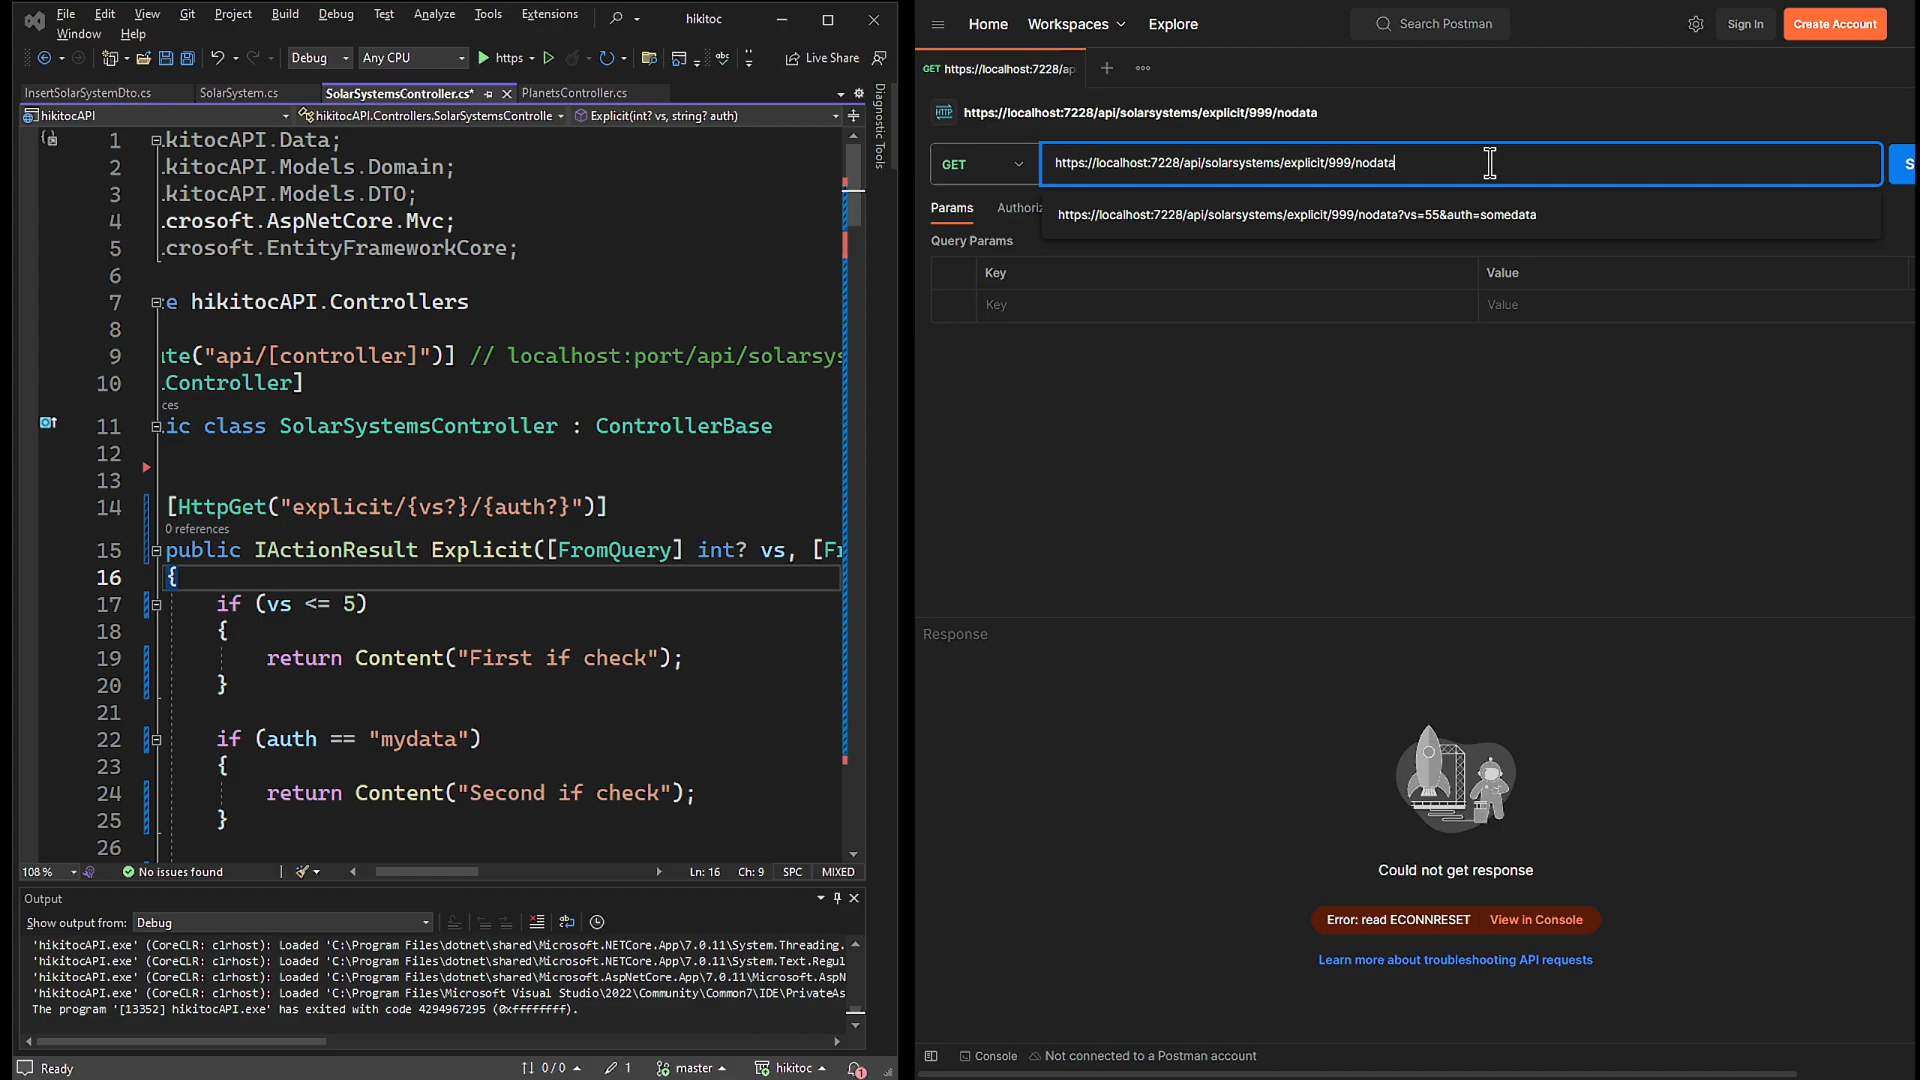 File Edit View Git Project Build Debug Test Analyze Tools Extensions hikitoc
Window Help
Debug Any CPU https Live Share
InsertSolarSystemDto.cs SolarSystem.cs SolarSystemsController.cs* PlanetsController.cs
hikitocAPI hikitocAPI.Controllers.SolarSystemsControlle Explicit(int? vs, string? auth)
Diagnostic Tools
1 .kitocAPI.Data;
2 .kitocAPI.Models.Domain;
3 .kitocAPI.Models.DTO;
4 .crosoft.AspNetCore.Mvc;
5 .crosoft.EntityFrameworkCore;
6
7 :e hikitocAPI.Controllers
8
9 ite("api/[controller]")] // localhost:port/api/solarsys
10 .Controller]
ces
11 .ic class SolarSystemsController : ControllerBase
12
13
14 [HttpGet("explicit/{vs?}/{auth?}")]
0 references
15 public IActionResult Explicit([FromQuery] int? vs, [Fr
16 {
17 if (vs <= 5)
18 {
19 return Content("First if check");
20 }
21
22 if (auth == "mydata")
23 {
24 return Content("Second if check");
25 }
26
108 % No issues found Ln: 16 Ch: 9 SPC MIXED
Output
Show output from: Debug
'hikitocAPI.exe' (CoreCLR: clrhost): Loaded 'C:\Program Files\dotnet\shared\Microsoft.NETCore.App\7.0.11\System.Threading.
'hikitocAPI.exe' (CoreCLR: clrhost): Loaded 'C:\Program Files\dotnet\shared\Microsoft.NETCore.App\7.0.11\System.Text.Regul
'hikitocAPI.exe' (CoreCLR: clrhost): Loaded 'C:\Program Files\dotnet\shared\Microsoft.AspNetCore.App\7.0.11\Microsoft.AspN
'hikitocAPI.exe' (CoreCLR: clrhost): Loaded 'C:\Program Files\Microsoft Visual Studio\2022\Community\Common7\IDE\PrivateAs
The program '[13352] hikitocAPI.exe' has exited with code 4294967295 (0xffffffff).
Ready 0 / 0 1 master hikitoc 1
Home Workspaces Explore Search Postman Sign In Create Account
GET https://localhost:7228/ap
HTTP https://localhost:7228/api/solarsystems/explicit/999/nodata
GET https://localhost:7228/api/solarsystems/explicit/999/nodata S
Params Authoriz
https://localhost:7228/api/solarsystems/explicit/999/nodata?vs=55&auth=somedata
Query Params
Key Value
Key Value
Response
Could not get response
Error: read ECONNRESET View in Console
Learn more about troubleshooting API requests
Console Not connected to a Postman account